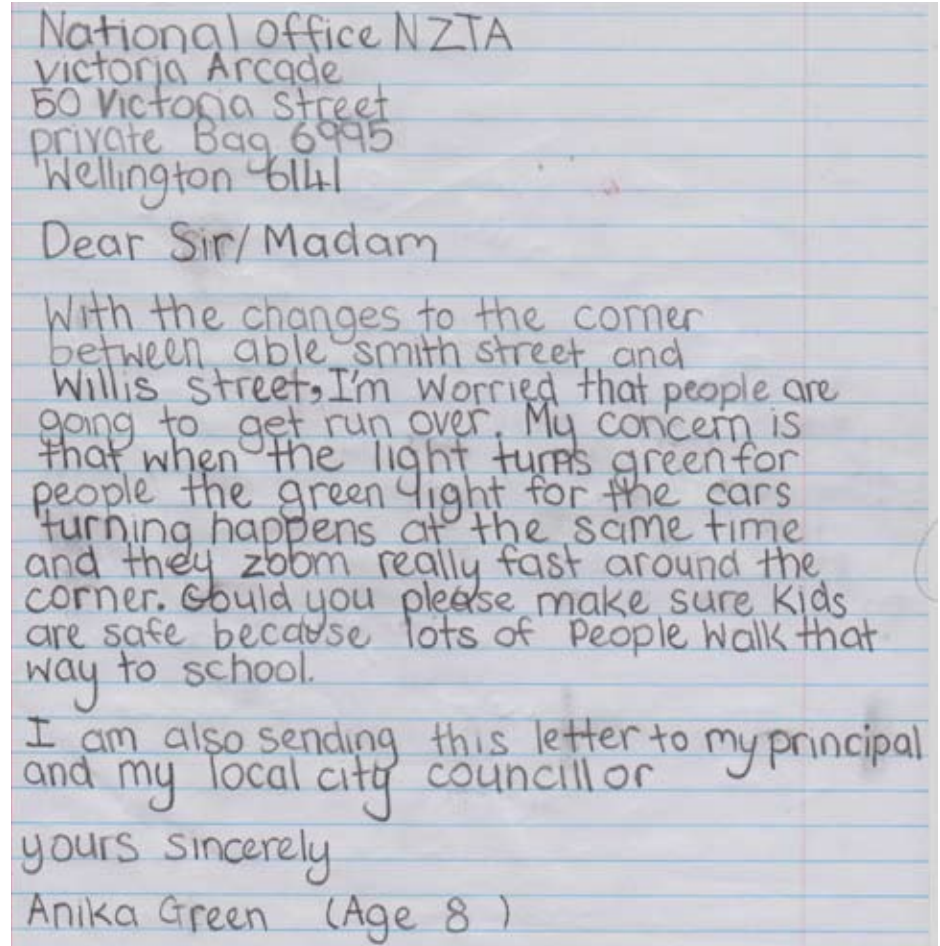 National office NZTA
victoria Arcade
50 Victoria Street
private Bag 6995
Wellington 6141
Dear Sir/Madam
With the changes to the corner
between able smith street and
Willis street, I'm worried that people are
going to get run over. My concern is
that when the light turns green for
people the green light for the cars
turning happens at the same time
and they zoom really fast around the
corner. Could you please make sure kids
are safe because lots of people walk that
way to school.
I am also sending this letter to my principal
and my local city councillor
yours sincerely
Anika Green (Age 8)